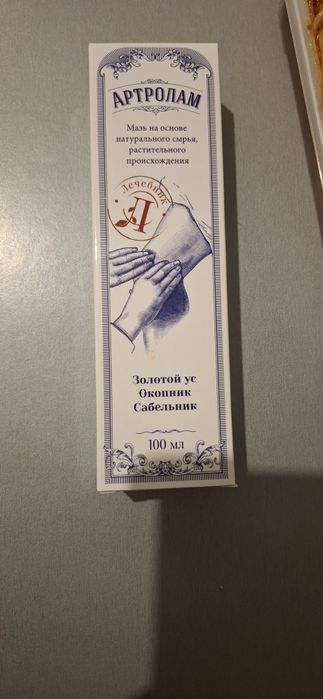 АРТРОЛАМ
Мазь на основе
натурального сырья,
растительного
происхождения
Лечебник
Л
Золотой ус
Окопник
Сабельник
100 мл